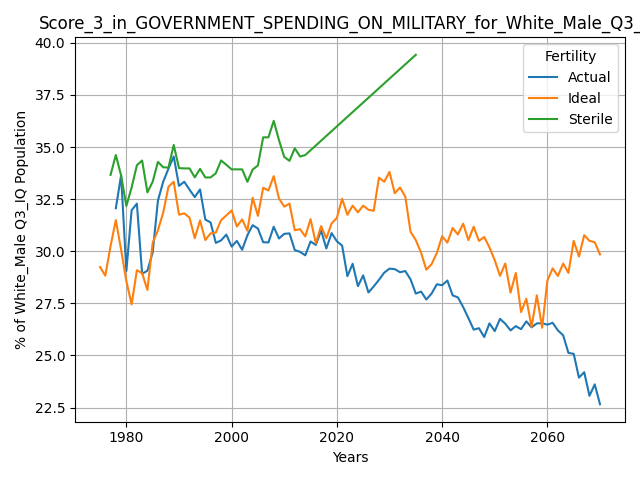 Score_3_in_GOVERNMENT_SPENDING_ON_MILITARY_for_White_Male_Q3_
40.0
37.5
35.0
32.5
30.0
27.5
25.0
22.5
% of White_Male Q3_IQ Population
Fertility
Actual
Ideal
Sterile
1980
2000
2020
2040
2060
Years